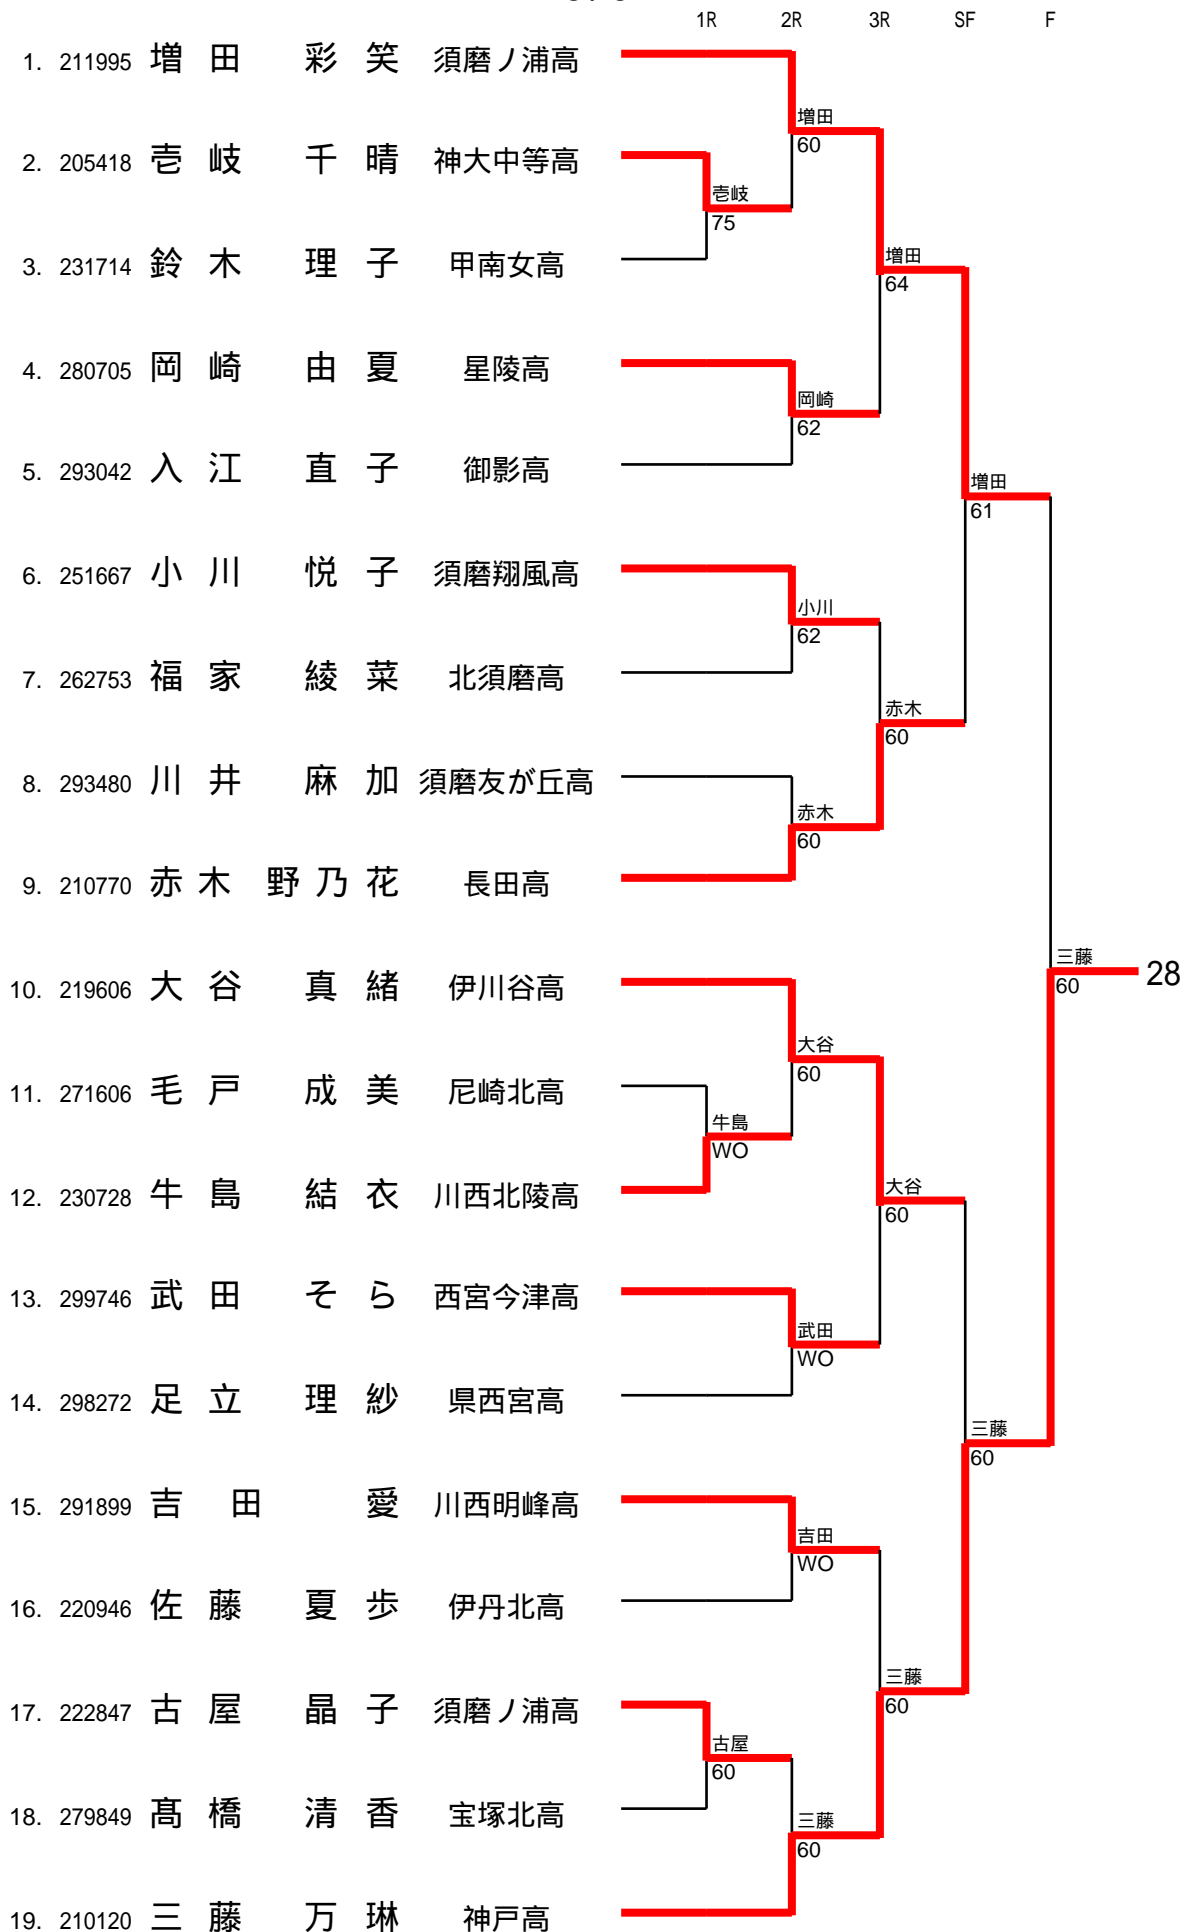 1R 2R 3R SF F
1. 211995 増田 彩笑 須磨ノ浦高
増田
60
2. 205418 壱岐 千晴 神大中等高
壱岐
75
3. 231714 鈴木 理子 甲南女高
増田
64
4. 280705 岡崎 由夏 星陵高
岡崎
62
5. 293042 入江 直子 御影高
増田
61
6. 251667 小川 悦子 須磨翔風高
小川
62
7. 262753 福家 綾菜 北須磨高
赤木
60
8. 293480 川井 麻加 須磨友が丘高
赤木
60
9. 210770 赤木 野乃花 長田高
三藤
60
28
10. 219606 大谷 真緒 伊川谷高
大谷
60
11. 271606 毛戸 成美 尼崎北高
牛島
WO
12. 230728 牛島 結衣 川西北陵高
大谷
60
13. 299746 武田 そら 西宮今津高
武田
WO
14. 298272 足立 理紗 県西宮高
三藤
60
15. 291899 吉田 愛 川西明峰高
吉田
WO
16. 220946 佐藤 夏歩 伊丹北高
三藤
60
17. 222847 古屋 晶子 須磨ノ浦高
古屋
60
18. 279849 髙橋 清香 宝塚北高
三藤
60
19. 210120 三藤 万琳 神戸高